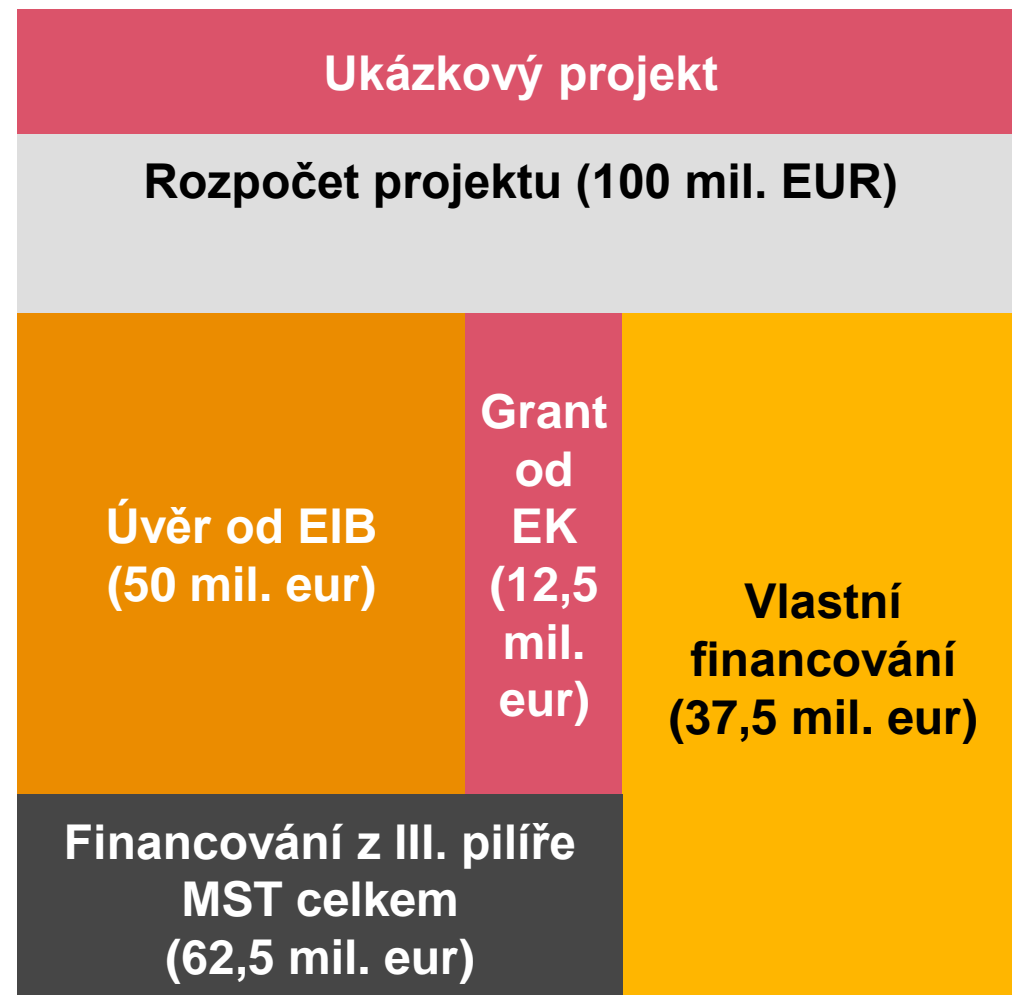 Ukázkový projekt
Rozpočet projektu (100 mil. EUR)
Úvěr od EIB
(50 mil. eur)
Grant
od
EK
(12,5
mil.
eur)
Vlastní
financování
(37,5 mil. eur)
Financování z III. pilíře
MST celkem
(62,5 mil. eur)